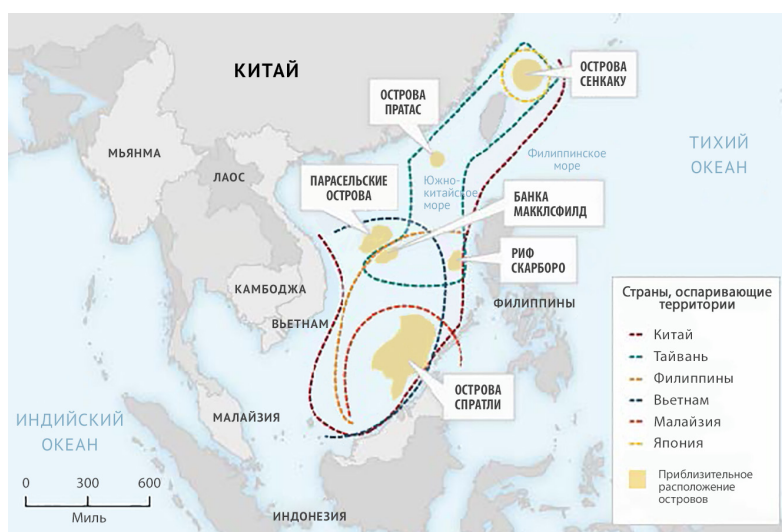 КИТАЙ
ОСТРОВА
СЕНКАКУ
ОСТРОВА
ПРАТАС
ТИХИЙ
ОКЕАН
МЬЯНМА
Филиппинское
море
ЛАОС
ПАРАСЕЛЬСКИЕ
ОСТРОВА
Южно-
китайское
море
БАНКА
МАККЛСФИЛД
РИФ
СКАРБОРО
КАМБОДЖА
ФИЛИППИНЫ
ВЬЕТНАМ
ОСТРОВА
СПРАТЛИ
МАЛАЙЗИЯ
ИНДИЙСКИЙ
ОКЕАН
Страны, оспаривающие
территории
Китай
Тайвань
Филиппины
Вьетнам
Малайзия
Япония
Приблизительное
расположение
островов
0 300 600
Миль
ИНДОНЕЗИЯ